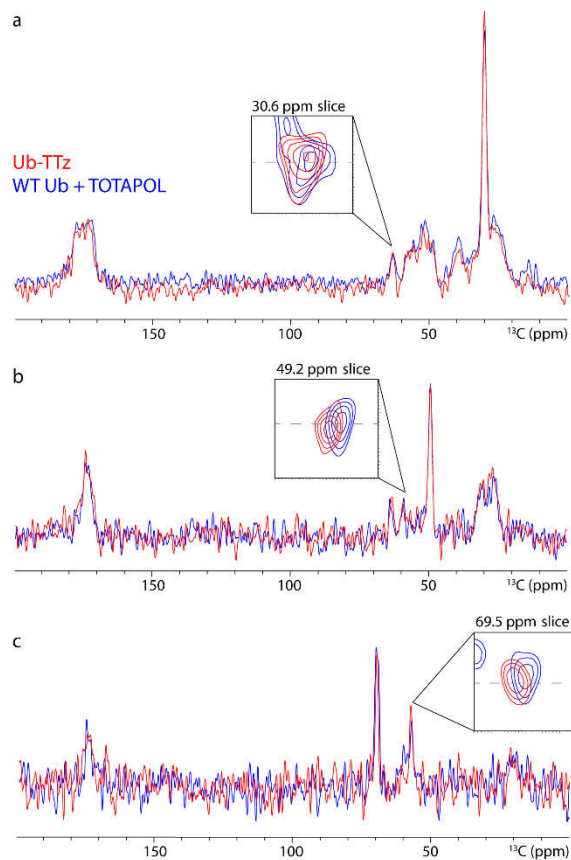 a
30.6 ppm slice
Ub-TTz
WT Ub + TOTAPOL
150 100 50 ¹³C (ppm)
b
49.2 ppm slice
150 100 50 ¹³C (ppm)
c
69.5 ppm slice
150 100 50 ¹³C (ppm)